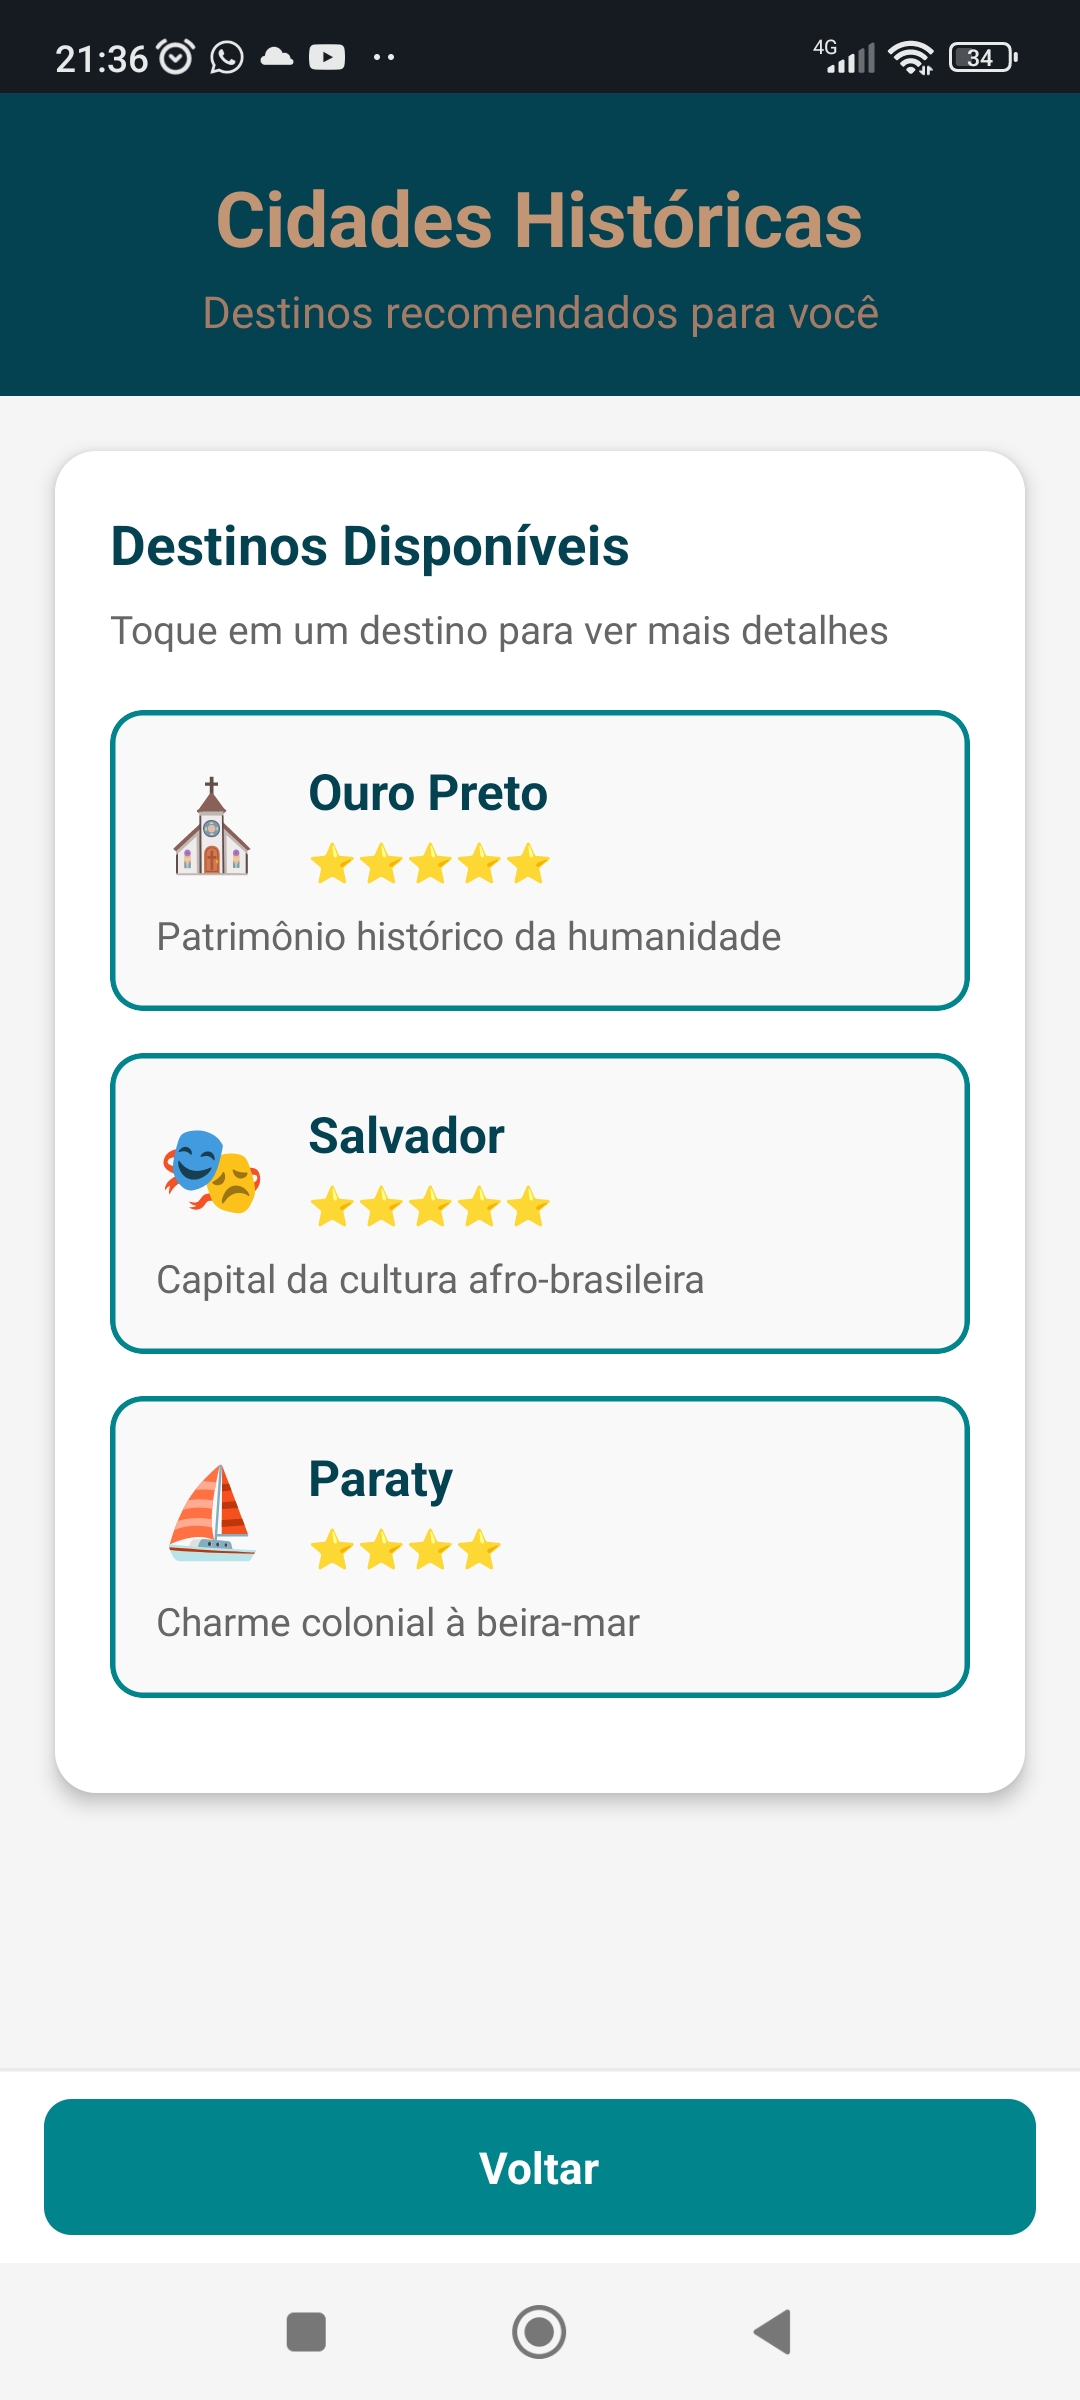 21:36
4G
34
Cidades Históricas
Destinos recomendados para você
Destinos Disponíveis
Toque em um destino para ver mais detalhes
Ouro Preto
Patrimônio histórico da humanidade
Salvador
Capital da cultura afro-brasileira
Paraty
Charme colonial à beira-mar
Voltar